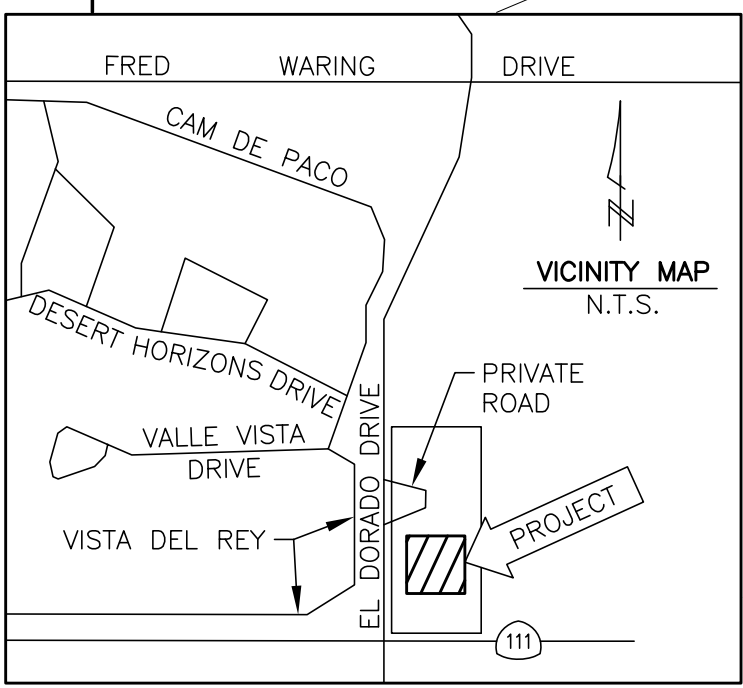 FRED WARING DRIVE
CAM DE PACO
N
VICINITY MAP
N.T.S.
DESERT HORIZONS DRIVE
PRIVATE
ROAD
VALLE VISTA
DRIVE
EL DORADO DRIVE
PROJECT
VISTA DEL REY
111